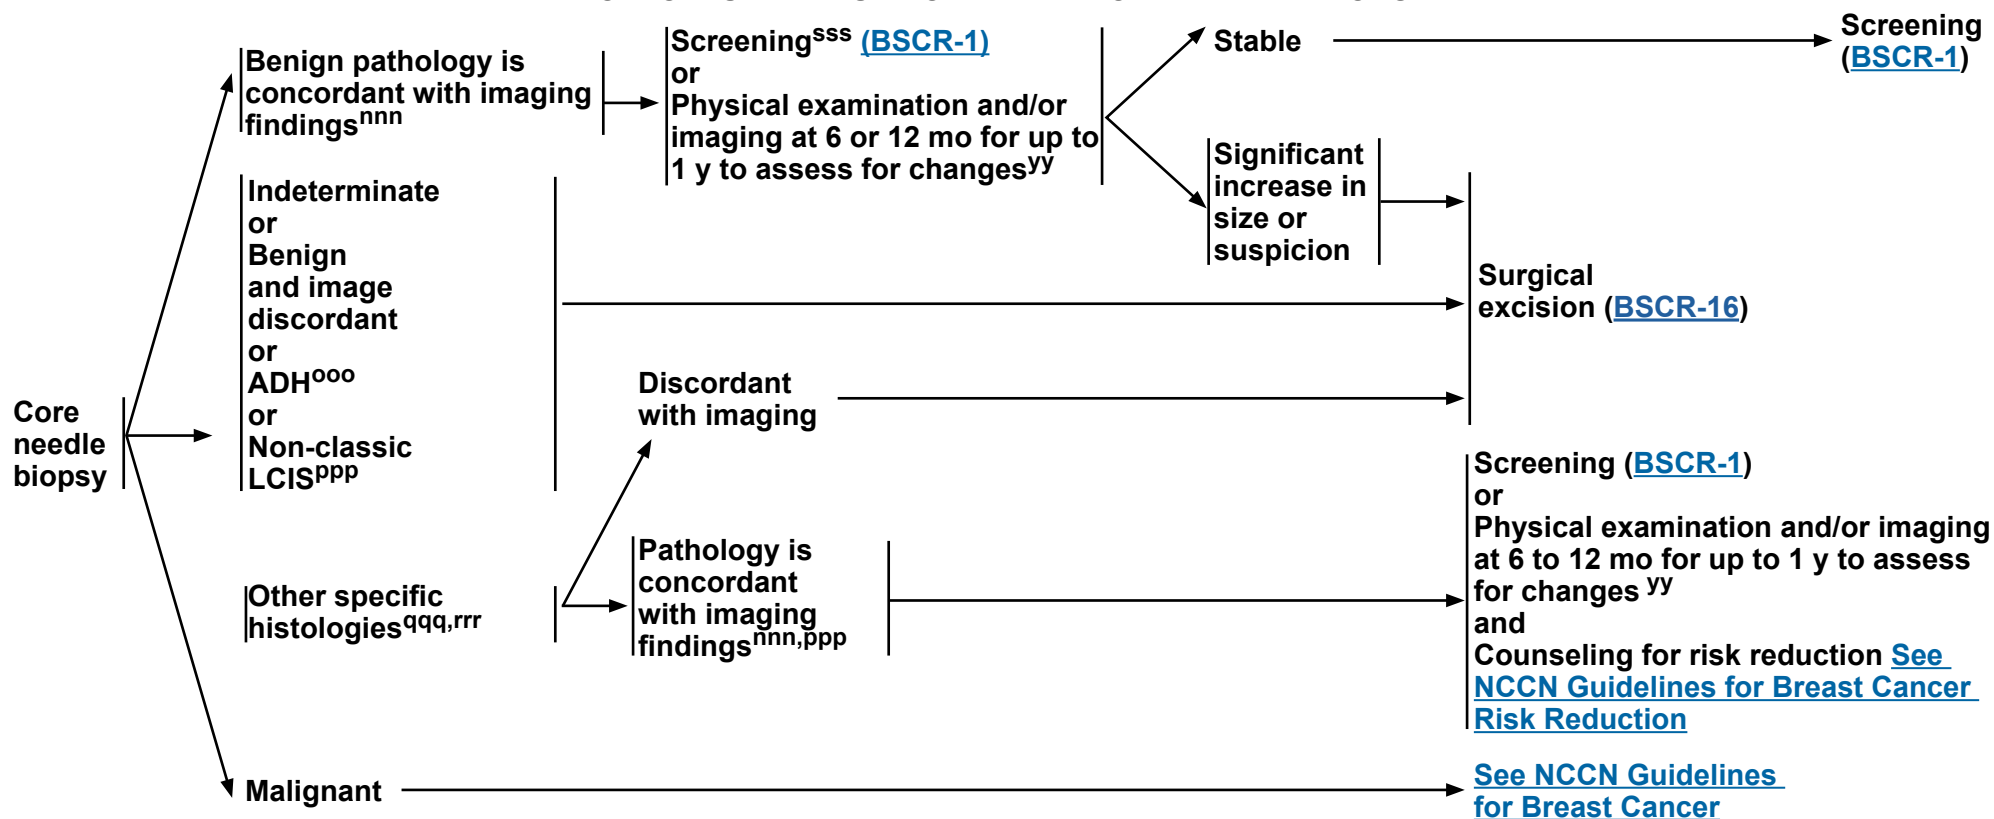 Benign pathology is
concordant with imaging
findingsnnn
Screeningsss (BSCR-1)
or
Physical examination and/or
imaging at 6 or 12 mo for up to
1 y to assess for changesyy
Stable
Screening
(BSCR-1)
Significant
increase in
size or
suspicion
Surgical
excision (BSCR-16)
Core
needle
biopsy
Indeterminate
or
Benign
and image
discordant
or
ADHooo
or
Non-classic
LCISppp
Discordant
with imaging
Other specific
histologiesqqq,rrr
Pathology is
concordant
with imaging
findingsnnn,ppp
Screening (BSCR-1)
or
Physical examination and/or imaging
at 6 to 12 mo for up to 1 y to assess
for changes yy
and
Counseling for risk reduction See
NCCN Guidelines for Breast Cancer
Risk Reduction
Malignant
See NCCN Guidelines
for Breast Cancer